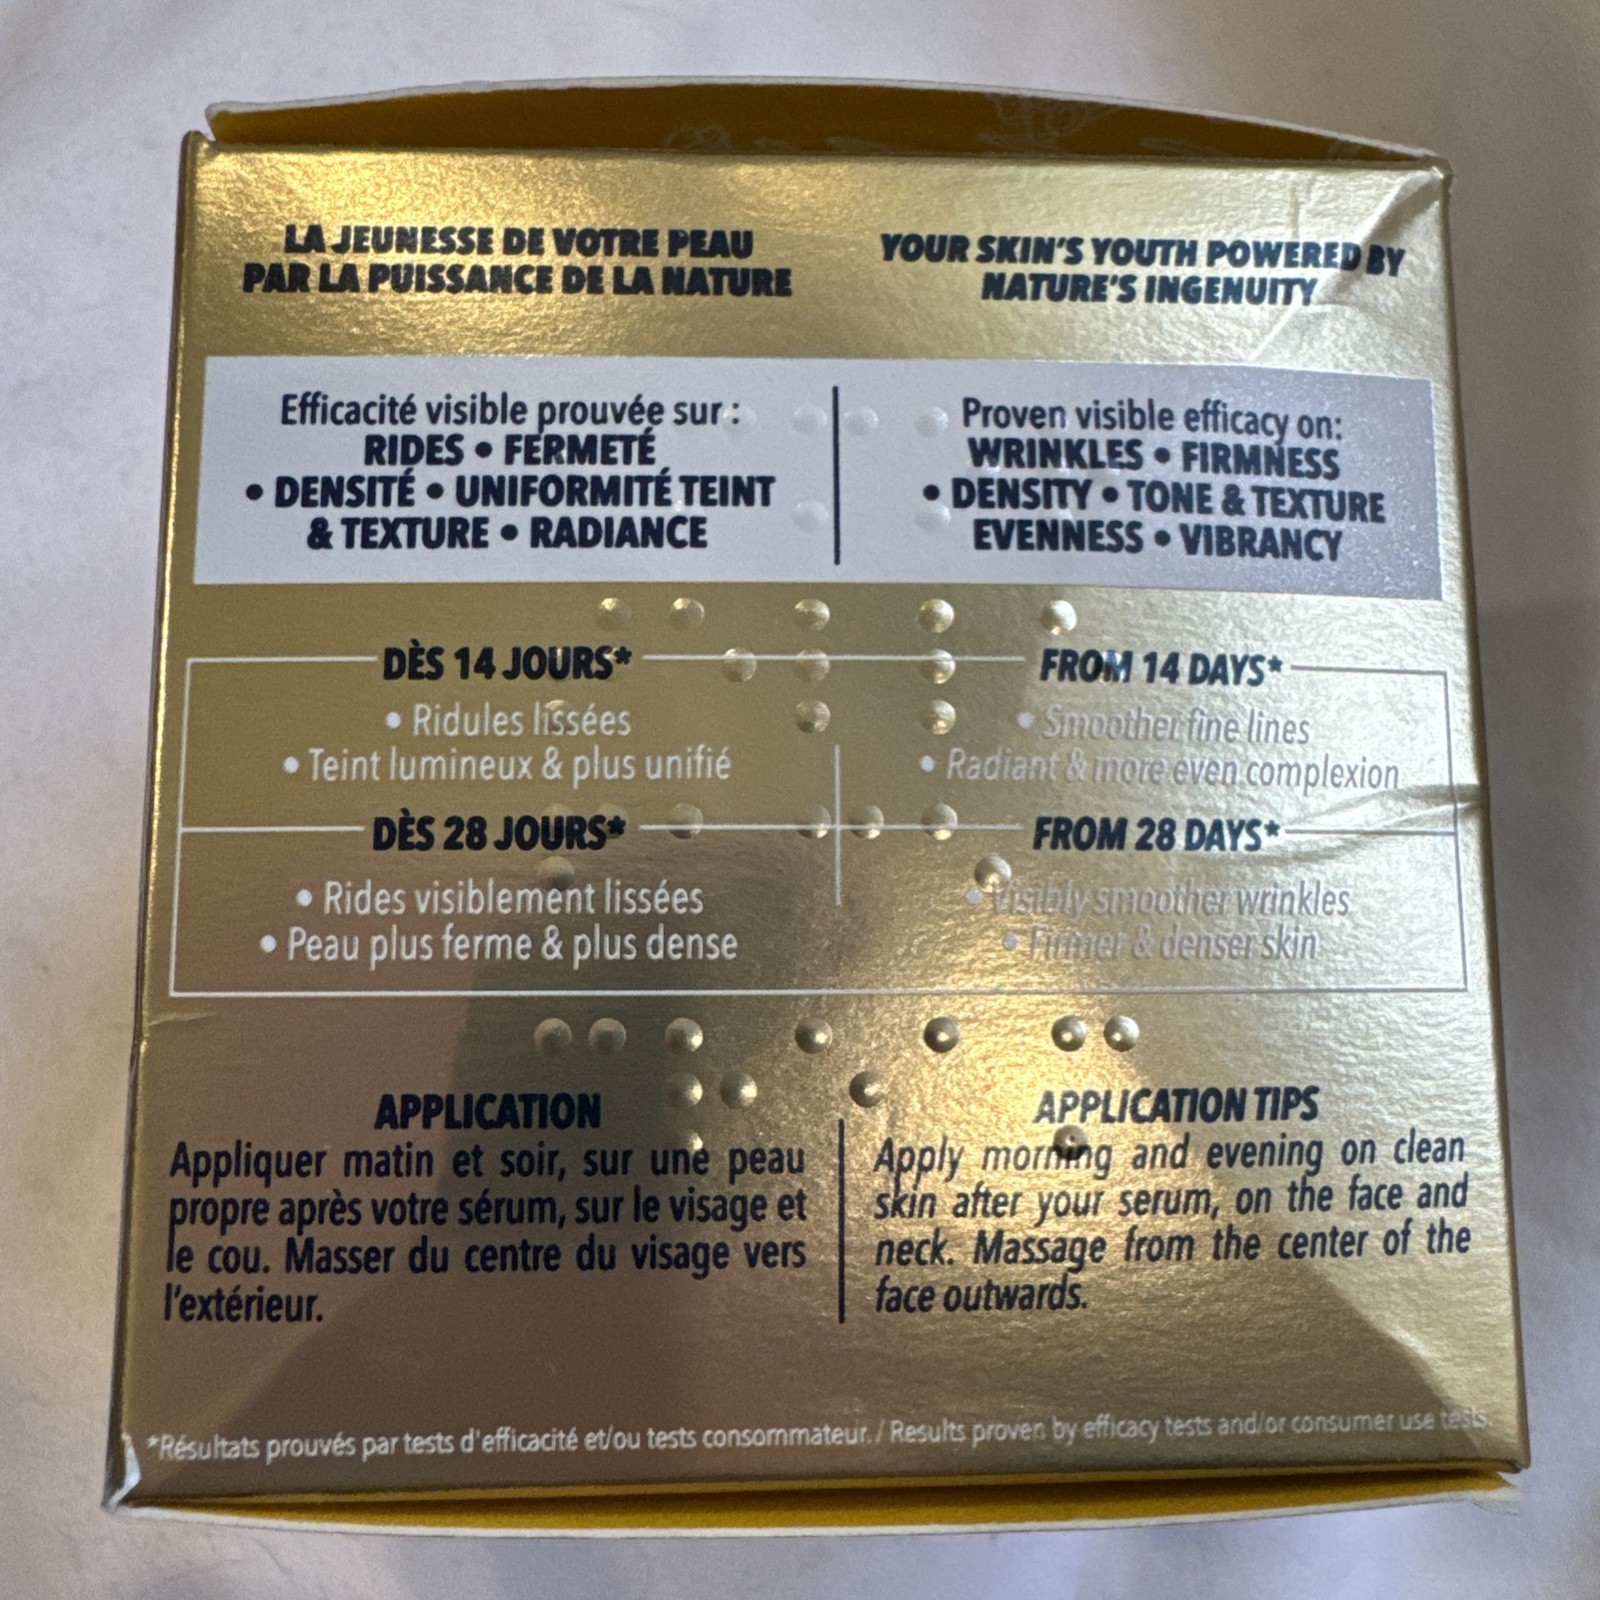 LA JEUNESSE DE VOTRE PEAU
PAR LA PUISSANCE DE LA NATURE
YOUR SKIN'S YOUTH POWERED BY
NATURE'S INGENUITY
Efficacité visible prouvée sur :
RIDES • FERMETÉ
• DENSITÉ • UNIFORMITÉ TEINT
& TEXTURE • RADIANCE
Proven visible efficacy on:
WRINKLES • FIRMNESS
• DENSITY • TONE & TEXTURE
EVENNESS • VIBRANCY
DÈS 14 JOURS*
• Ridules lissées
• Teint lumineux & plus unifié
FROM 14 DAYS*
• Smoother fine lines
• Radiant & more even complexion
DÈS 28 JOURS*
• Rides visiblement lissées
• Peau plus ferme & plus dense
FROM 28 DAYS*
• Visibly smoother wrinkles
• Firmer & denser skin
APPLICATION
Appliquer matin et soir, sur une peau
propre après votre sérum, sur le visage et
le cou. Masser du centre du visage vers
l'extérieur.
APPLICATION TIPS
Apply morning and evening on clean
skin after your serum, on the face and
neck. Massage from the center of the
face outwards.
*Résultats prouvés par tests d'efficacité et/ou tests consommateur. / Results proven by efficacy tests and/or consumer use tests.